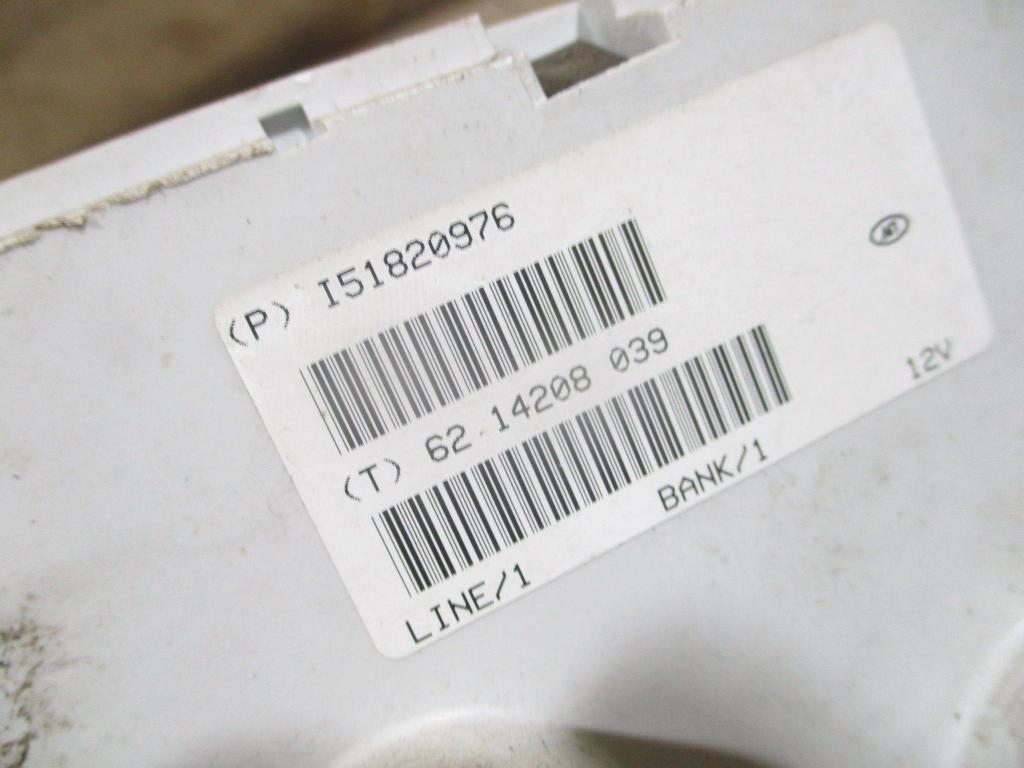 (P) I51820976
(T) 62 14208 039
LINE/1 BANK/1
12V